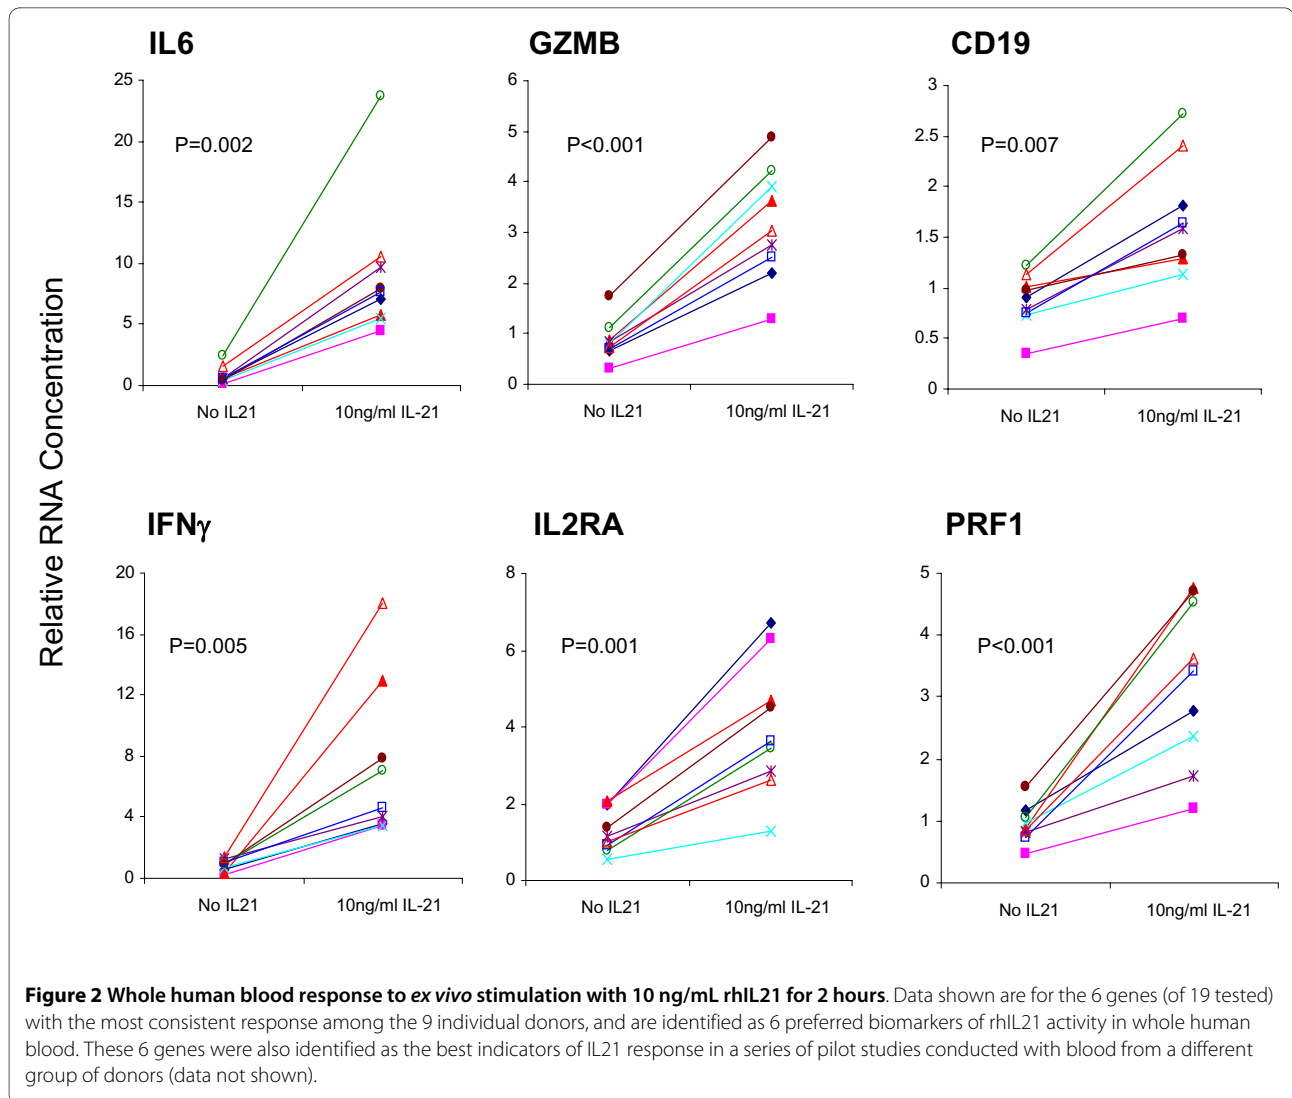 IL6
GZMB
CD19
Relative RNA Concentration
25
20
15
10
5
0
P=0.002
No IL21
10ng/ml IL-21
6
5
4
3
2
1
0
P<0.001
No IL21
10ng/ml IL-21
3
2.5
2
1.5
1
0.5
0
P=0.007
No IL21
10ng/ml IL-21
IFNγ
IL2RA
PRF1
20
16
12
8
4
0
P=0.005
No IL21
10ng/ml IL-21
8
6
4
2
0
P=0.001
No IL21
10ng/ml IL-21
5
4
3
2
1
0
P<0.001
No IL21
10ng/ml IL-21
Figure 2 Whole human blood response to ex vivo stimulation with 10 ng/mL rhIL21 for 2 hours. Data shown are for the 6 genes (of 19 tested)
with the most consistent response among the 9 individual donors, and are identified as 6 preferred biomarkers of rhIL21 activity in whole human
blood. These 6 genes were also identified as the best indicators of IL21 response in a series of pilot studies conducted with blood from a different
group of donors (data not shown).